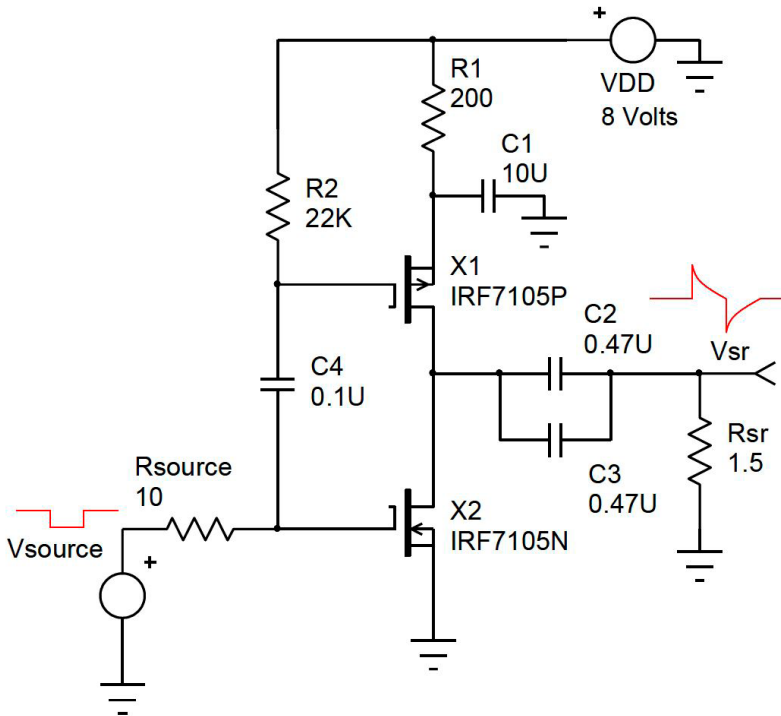 +
VDD
8 Volts
R1
200
C1
10U
R2
22K
X1
IRF7105P
C2
0.47U
Vsr
C4
0.1U
Rsr
1.5
C3
0.47U
Rsource
10
X2
IRF7105N
Vsource
+